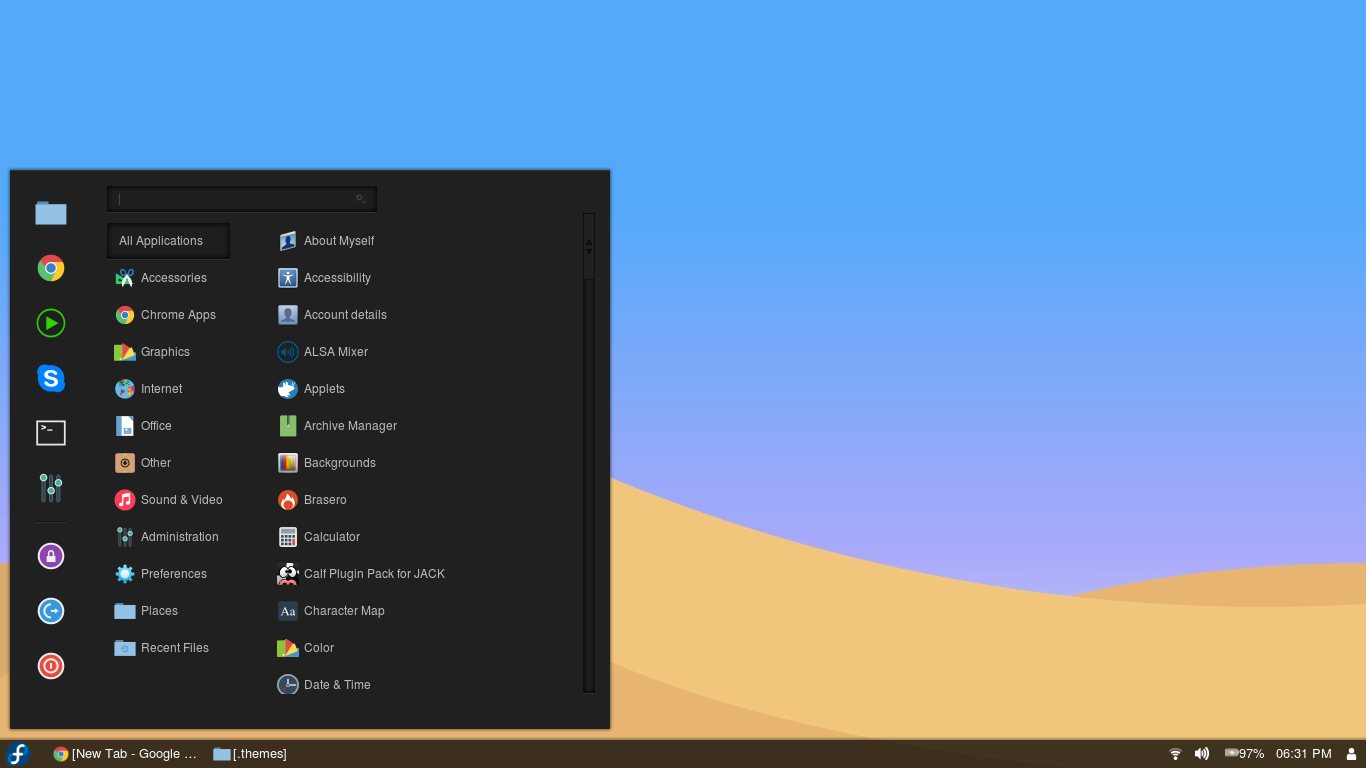 All Applications
Accessories
Chrome Apps
Graphics
Internet
Office
Other
Sound & Video
Administration
Preferences
Places
Recent Files
About Myself
Accessibility
Account details
ALSA Mixer
Applets
Archive Manager
Backgrounds
Brasero
Calculator
Calf Plugin Pack for JACK
Aa Character Map
Color
Date & Time
S
>_
[New Tab - Google …
[.themes]
97%
06:31 PM